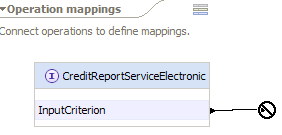 Operation mappings
Connect operations to define mappings.
I CreditReportServiceElectronic
InputCriterion